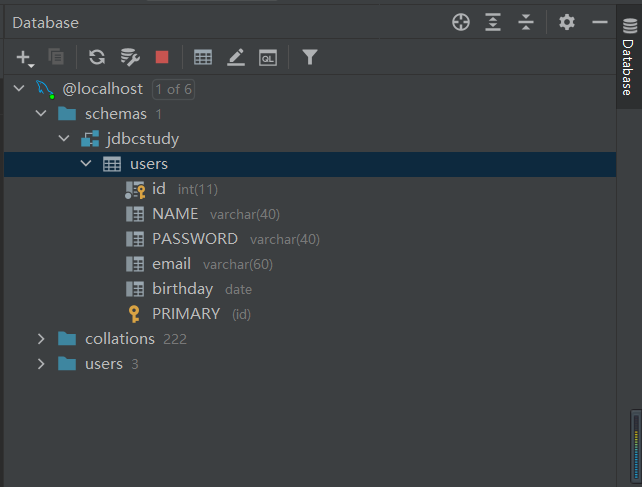 Database
QL
@localhost 1 of 6
schemas 1
jdbcstudy
users
id int(11)
NAME varchar(40)
PASSWORD varchar(40)
email varchar(60)
birthday date
PRIMARY (id)
collations 222
users 3
Database